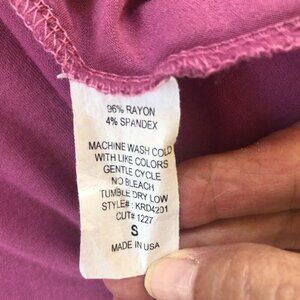 96% RAYON
4% SPANDEX
MACHINE WASH COLD
WITH LIKE COLORS
GENTLE CYCLE
NO BLEACH
TUMBLE DRY LOW
STYLE#: KRD4201
CUT# 1227
S
MADE IN USA